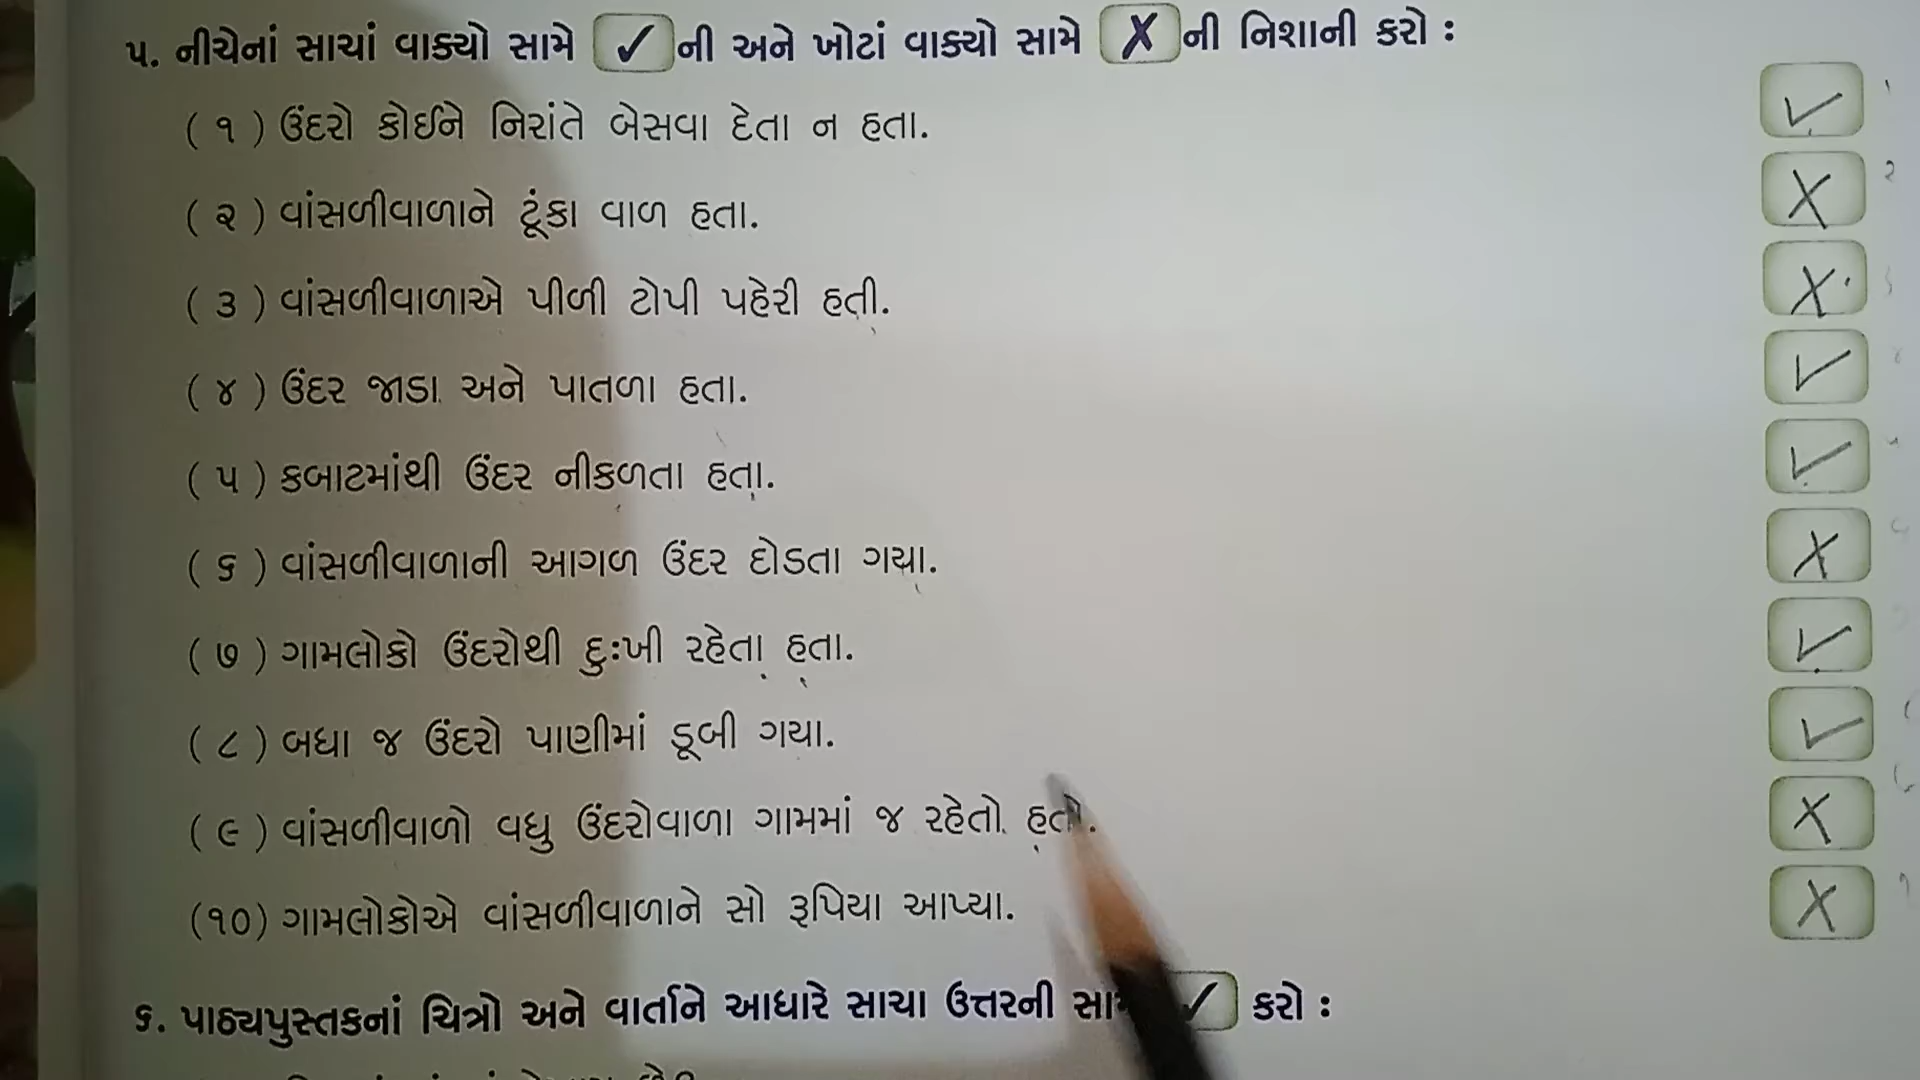 ૫. નીચેનાં સાચાં વાક્યો સામે ✓ ની અને ખોટાં વાક્યો સામે ✗ ની નિશાની કરો :
( ૧ ) ઉંદરો કોઈને નિરાંતે બેસવા દેતા ન હતા. ✓
( ૨ ) વાંસળીવાળાને ટૂંકા વાળ હતા. ✗
( ૩ ) વાંસળીવાળાએ પીળી ટોપી પહેરી હતી. ✗
( ૪ ) ઉંદર જાડા અને પાતળા હતા. ✓
( ૫ ) કબાટમાંથી ઉંદર નીકળતા હતા. ✓
( ૬ ) વાંસળીવાળાની આગળ ઉંદર દોડતા ગયા. ✗
( ૭ ) ગામલોકો ઉંદરોથી દુઃખી રહેતા હતા. ✓
( ૮ ) બધા જ ઉંદરો પાણીમાં ડૂબી ગયા. ✓
( ૯ ) વાંસળીવાળો વધુ ઉંદરોવાળા ગામમાં જ રહેતો હતો. ✗
(૧૦) ગામલોકોએ વાંસળીવાળાને સો રૂપિયા આપ્યા. ✗
૬. પાઠ્યપુસ્તકનાં ચિત્રો અને વાર્તાને આધારે સાચા ઉત્તરની ✓ કરો :